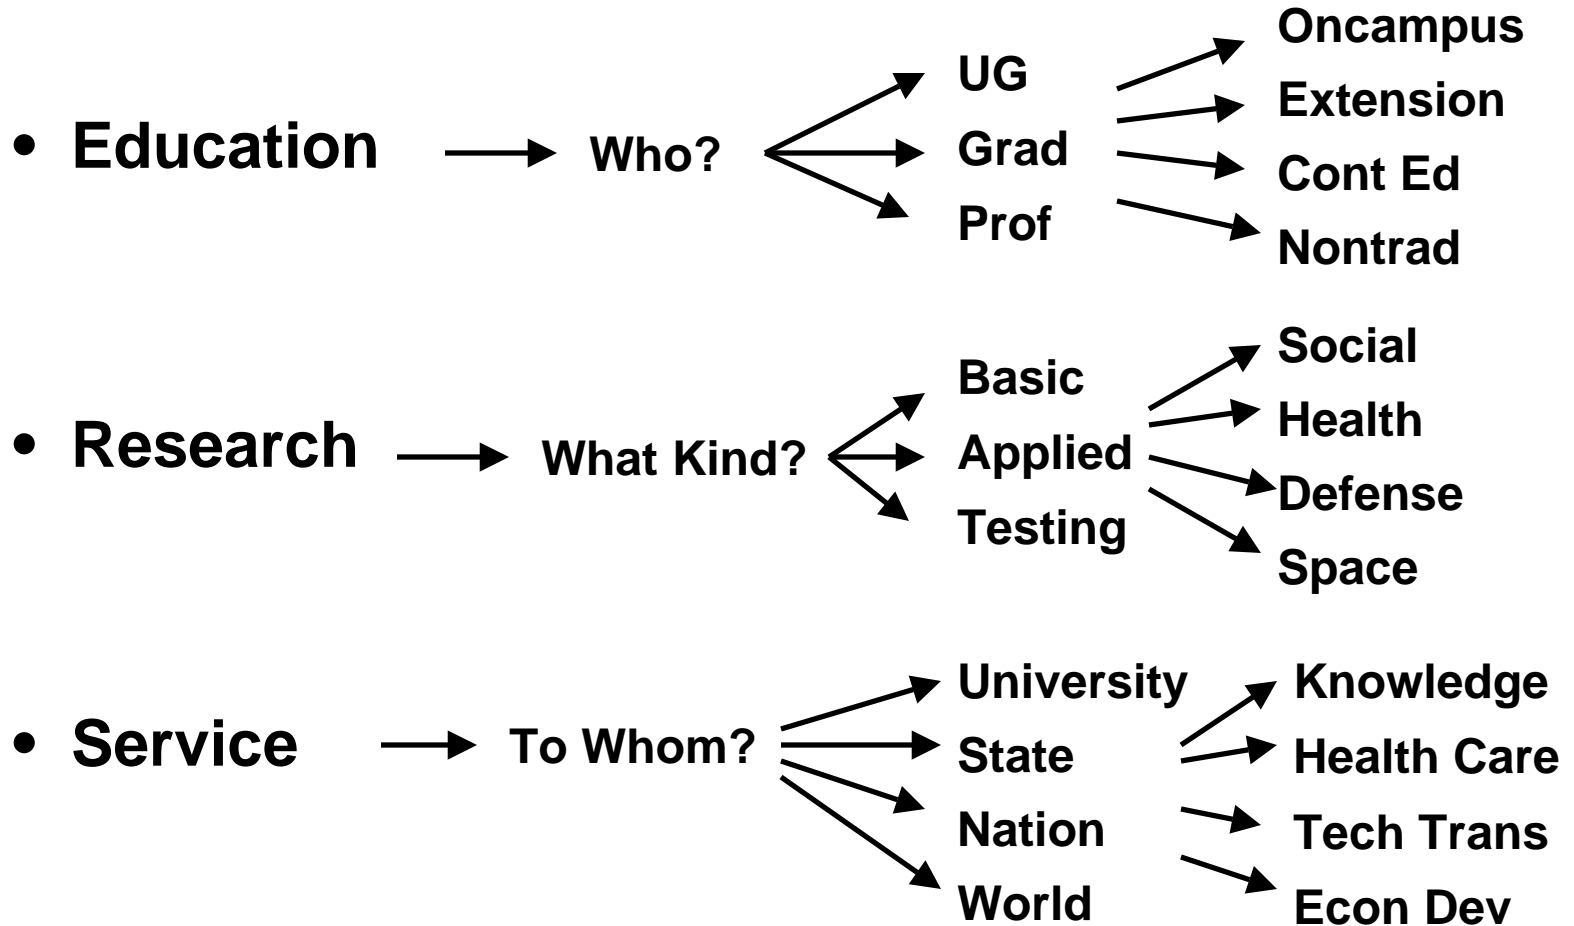 • Education
Who?
UG
Grad
Prof
Oncampus
Extension
Cont Ed
Nontrad
• Research
What Kind?
Basic
Applied
Testing
Social
Health
Defense
Space
• Service
To Whom?
University
State
Nation
World
Knowledge
Health Care
Tech Trans
Econ Dev